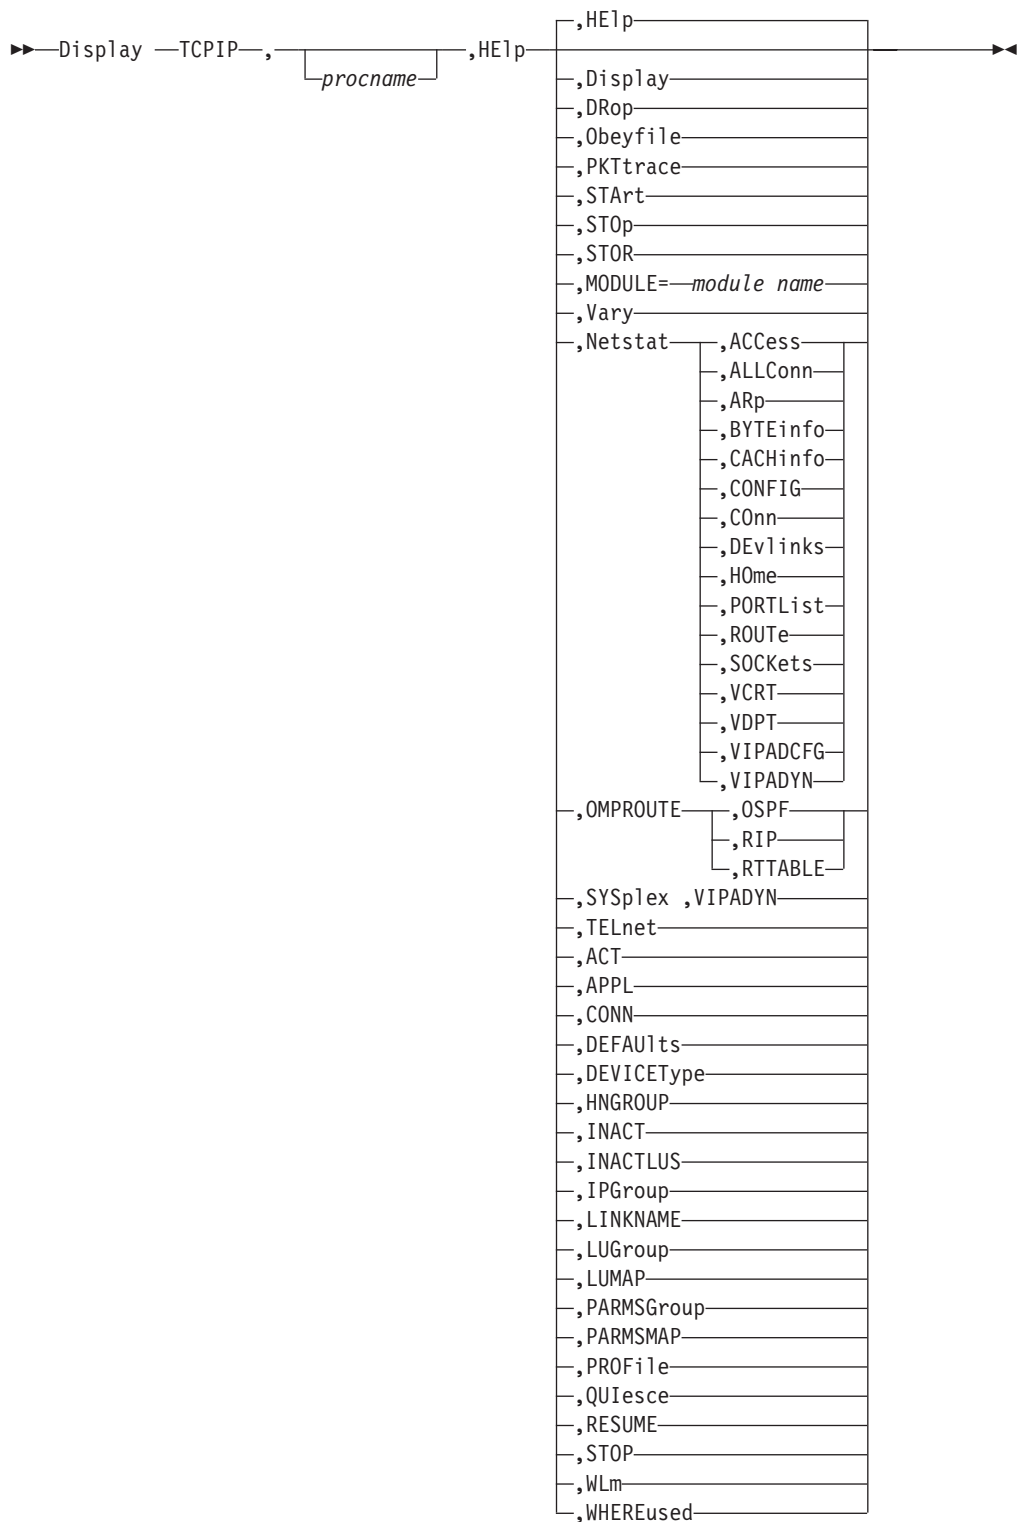 ,HElp
Display TCPIP , ,HElp
procname
,Display
,DRop
,Obeyfile
,PKTtrace
,STArt
,STOp
,STOR
,MODULE= module name
,Vary
,Netstat ,ACCess
,ALLConn
,ARp
,BYTEinfo
,CACHinfo
,CONFIG
,COnn
,DEvlinks
,HOme
,PORTList
,ROUTe
,SOCKets
,VCRT
,VDPT
,VIPADCFG
,VIPADYN
,OMPROUTE ,OSPF
,RIP
,RTTABLE
,SYSplex ,VIPADYN
,TELnet
,ACT
,APPL
,CONN
,DEFAUlts
,DEVICEType
,HNGROUP
,INACT
,INACTLUS
,IPGroup
,LINKNAME
,LUGroup
,LUMAP
,PARMSGroup
,PARMSMAP
,PROFile
,QUIesce
,RESUME
,STOP
,WLm
,WHEREused